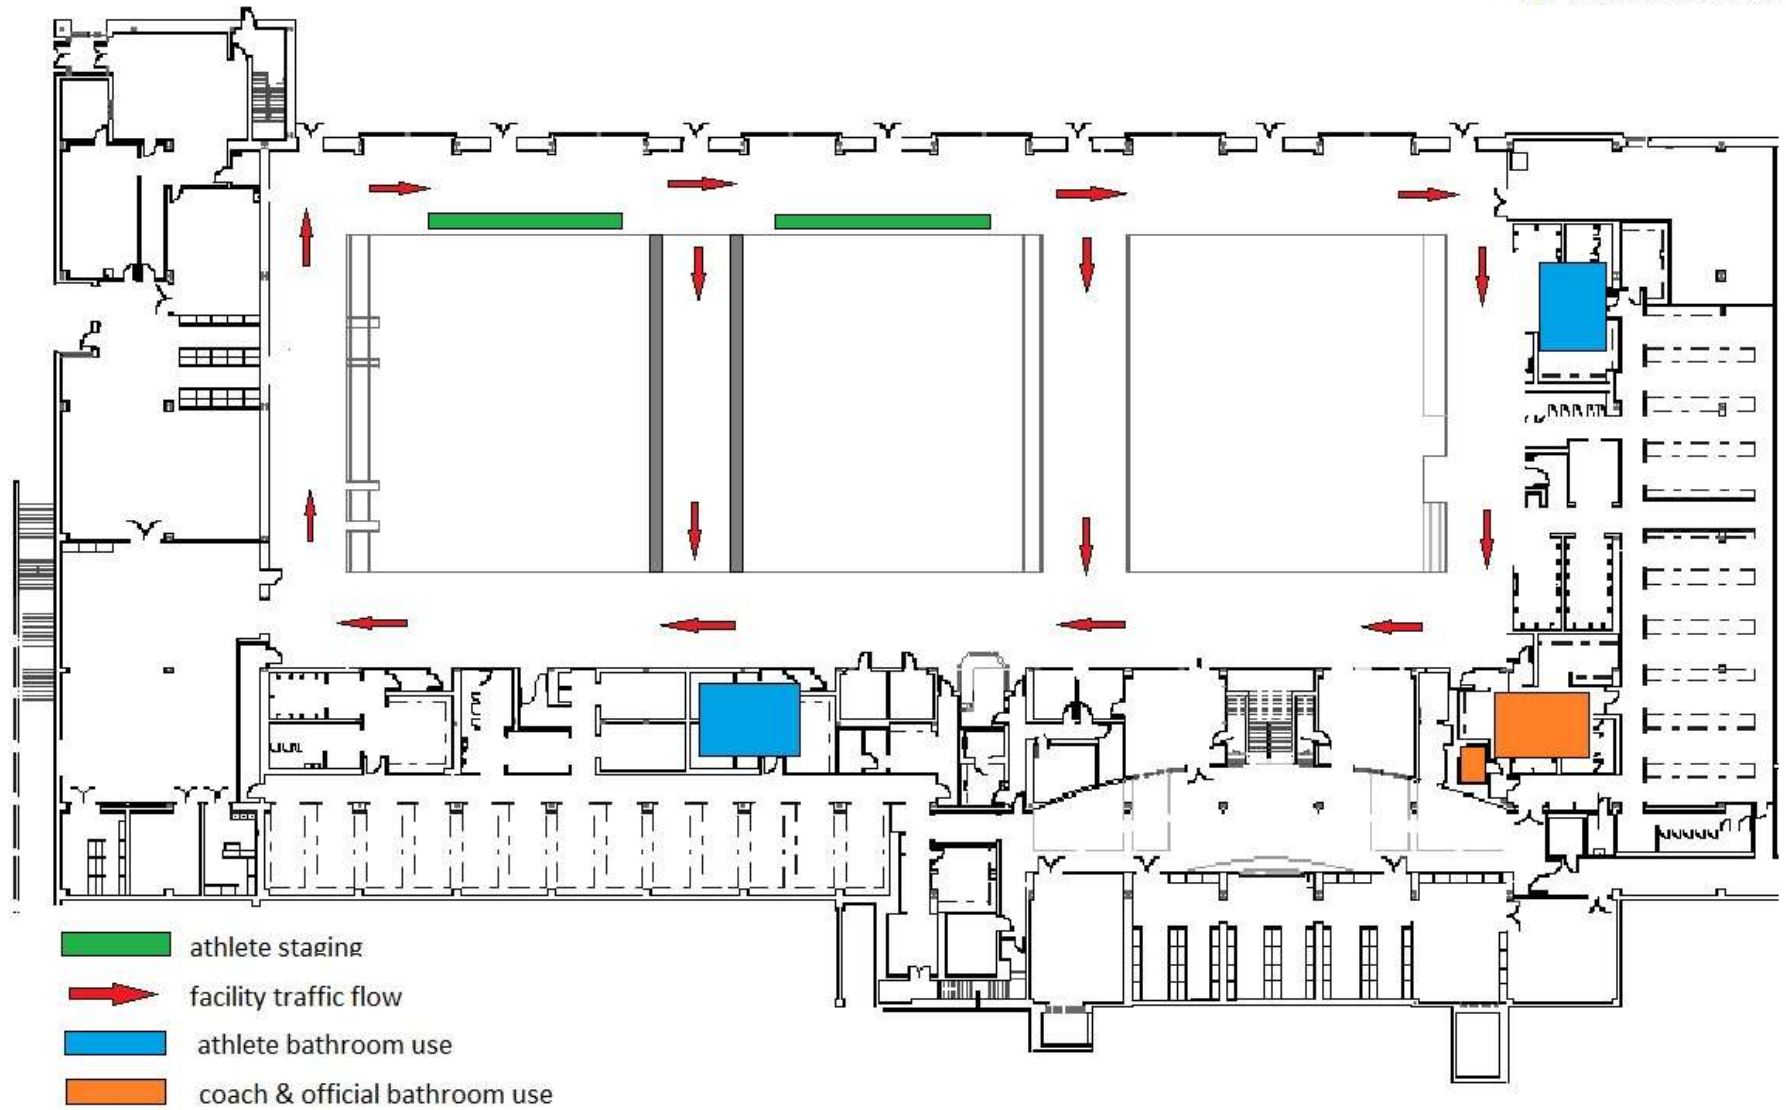 athlete staging
facility traffic flow
athlete bathroom use
coach & official bathroom use